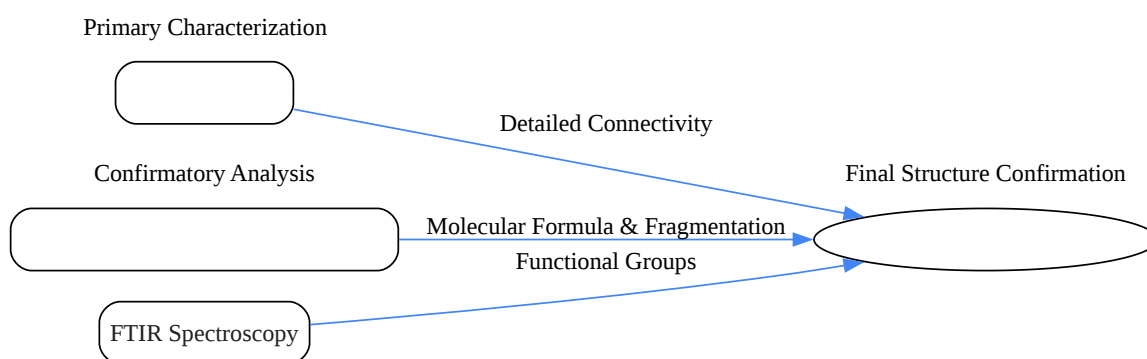 Primary Characterization
Detailed Connectivity
Confirmatory Analysis
Final Structure Confirmation
Molecular Formula & Fragmentation
Functional Groups
FTIR Spectroscopy